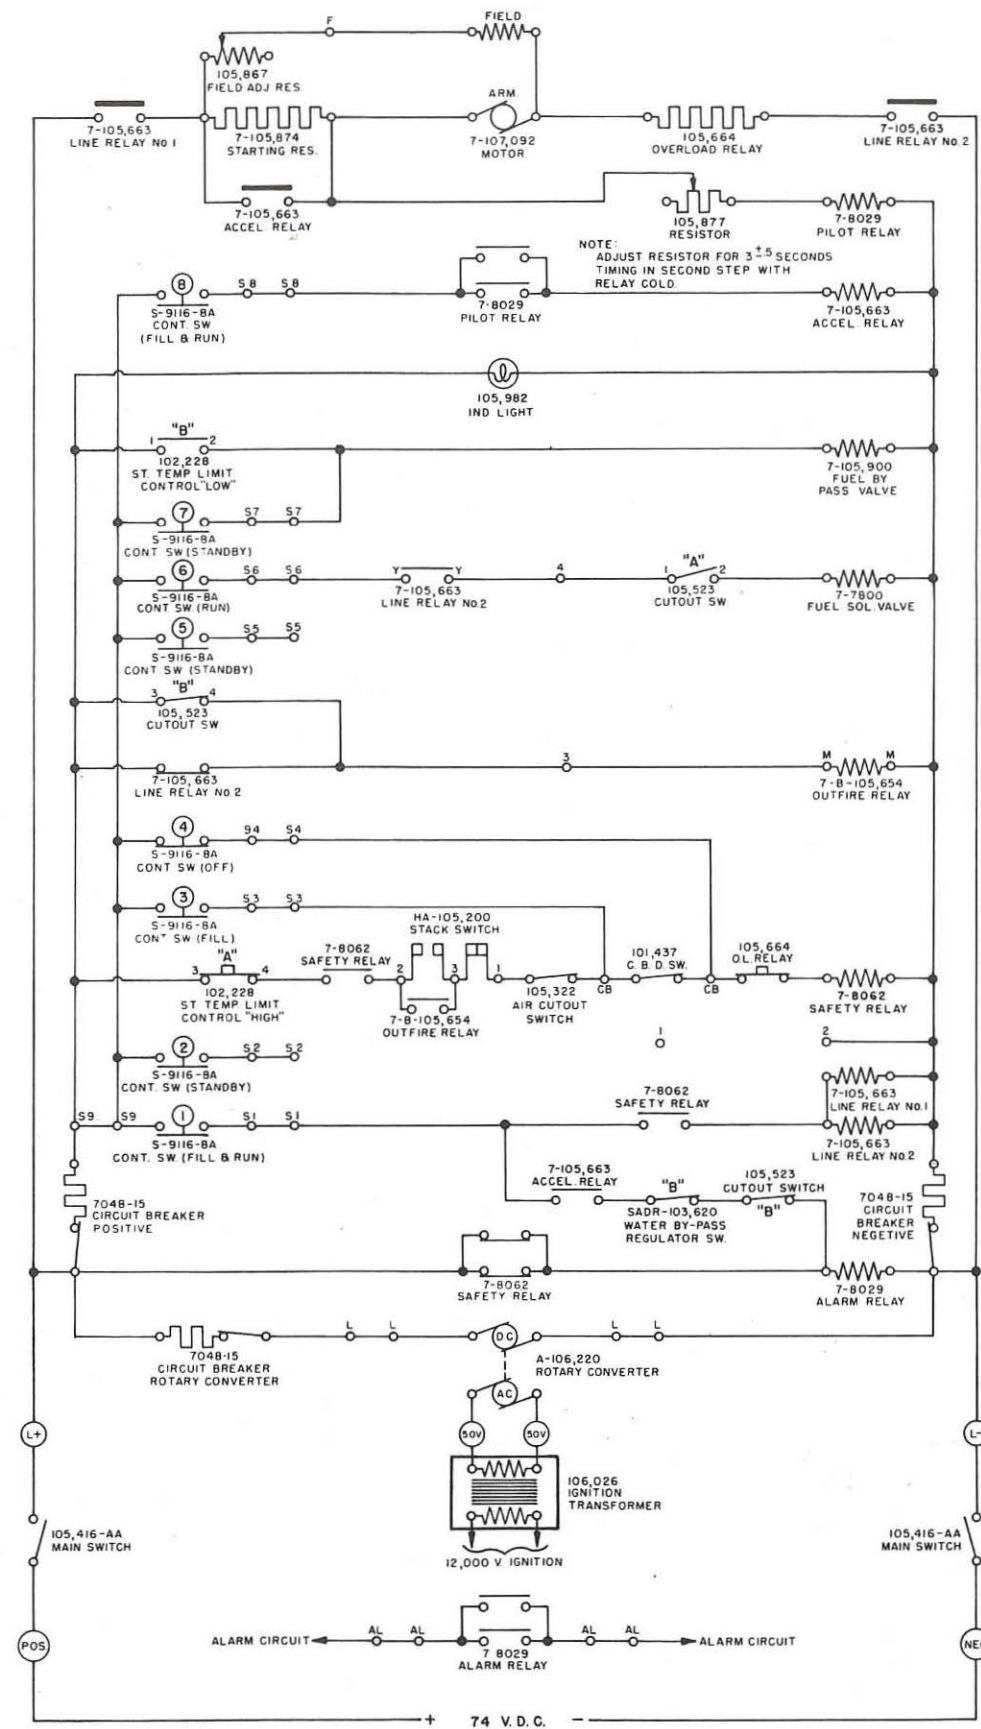 F
FIELD
105,867
FIELD ADJ RES.
ARM.
7-105,663
LINE RELAY No 1
7-105,874
STARTING RES.
7-107,092
MOTOR
105,664
OVERLOAD RELAY
7-105,663
LINE RELAY No.2
7-105,663
ACCEL. RELAY
105,877
RESISTOR
7-8029
PILOT RELAY
NOTE:
ADJUST RESISTOR FOR 3 ±.5 SECONDS
TIMING IN SECOND STEP WITH
RELAY COLD.
8 S8 S8
S-9116-8A
CONT. SW
(FILL & RUN)
7-8029
PILOT RELAY
7-105,663
ACCEL. RELAY
105,982
IND LIGHT
"B"
1 2
102,228
ST. TEMP LIMIT
CONTROL "LOW"
7-105,900
FUEL BY
PASS VALVE
7 S7 S7
S-9116-8A
CONT SW (STANDBY)
6 S6 S6
S-9116-8A
CONT SW. (RUN)
Y Y
7-105,663
LINE RELAY No.2
4
"A"
1 2
105,523
CUTOUT SW
7-7800
FUEL SOL. VALVE
5 S5 S5
S-9116-8A
CONT SW (STANDBY)
"B"
3 4
105,523
CUTOUT SW.
7-105,663
LINE RELAY No.2
3
M M
7-B-105,654
OUTFIRE RELAY
4 94 S4
S-9116-8A
CONT SW (OFF)
3 S3 S3
S-9116-8A
CONT SW (FILL)
HA-105,200
STACK SWITCH
"A"
3 4
102,228
ST TEMP LIMIT
CONTROL "HIGH"
7-8062
SAFETY RELAY
2 3 1
7-B-105,654
OUTFIRE RELAY
105,322
AIR CUTOUT
SWITCH
CB
101,437
C. B. D. SW.
CB
105,664
O.L. RELAY
7-8062
SAFETY RELAY
1 2
2 S2 S2
S-9116-8A
CONT. SW (STANDBY)
7-105,663
LINE RELAY No.1
S9 S9
1 S1 S1
S-9116-8A
CONT. SW. (FILL & RUN)
7-8062
SAFETY RELAY
7-105,663
LINE RELAY No.2
7048-15
CIRCUIT BREAKER
POSITIVE
7-105,663
ACCEL. RELAY
"B"
SADR-103,620
WATER BY-PASS
REGULATOR SW.
105,523
CUTOUT SWITCH
"B"
7048-15
CIRCUIT
BREAKER
NEGETIVE
7-8062
SAFETY RELAY
7-8029
ALARM RELAY
7048-15
CIRCUIT BREAKER
ROTARY CONVERTER
L L
DC
L L
A-106,220
ROTARY CONVERTER
AC
L+
50V 50V
L-
106,026
IGNITION
TRANSFORMER
12,000 V. IGNITION
105,416-AA
MAIN SWITCH
105,416-AA
MAIN SWITCH
POS.
ALARM CIRCUIT
AL AL
7 8029
ALARM RELAY
AL AL
ALARM CIRCUIT
+ 74 V. D. C. -